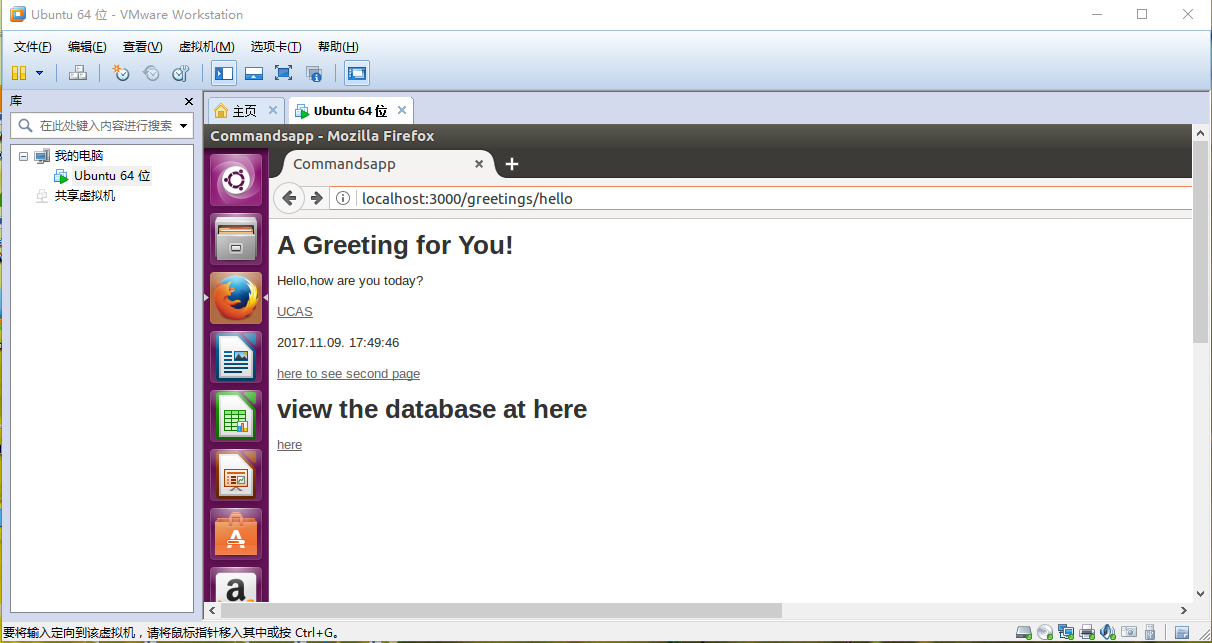 Ubuntu 64 位 - VMware Workstation
文件(F) 编辑(E) 查看(V) 虚拟机(M) 选项卡(T) 帮助(H)
库
在此处键入内容进行搜索
我的电脑
Ubuntu 64 位
共享虚拟机
主页 Ubuntu 64 位
Commandsapp - Mozilla Firefox
Commandsapp
localhost:3000/greetings/hello
A Greeting for You!
Hello,how are you today?
UCAS
2017.11.09. 17:49:46
here to see second page
view the database at here
here
要将输入定向到该虚拟机，请将鼠标指针移入其中或按 Ctrl+G。